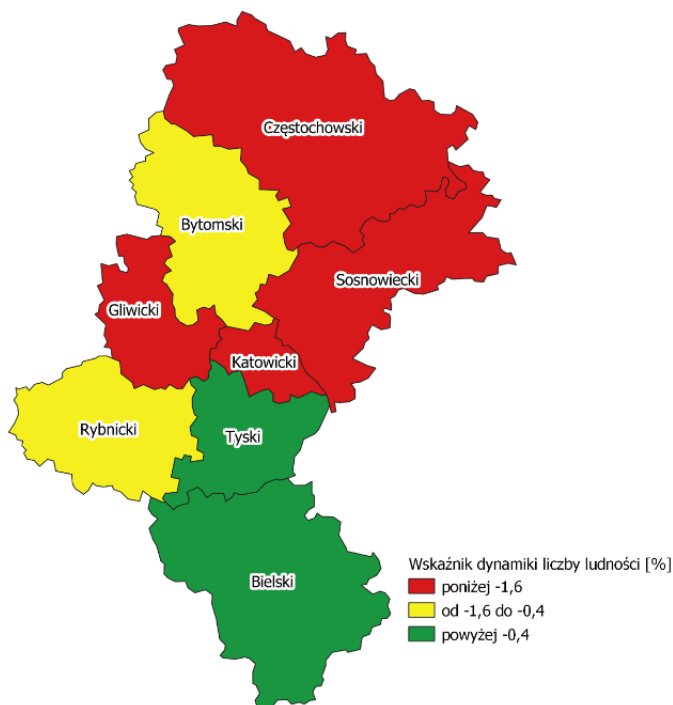 Częstochowski
Bytomski
Sosnowiecki
Gliwicki
Katowicki
Rybnicki
Tyski
Bielski
Wskaźnik dynamiki liczby ludności [%]
poniżej -1,6
od -1,6 do -0,4
powyżej -0,4